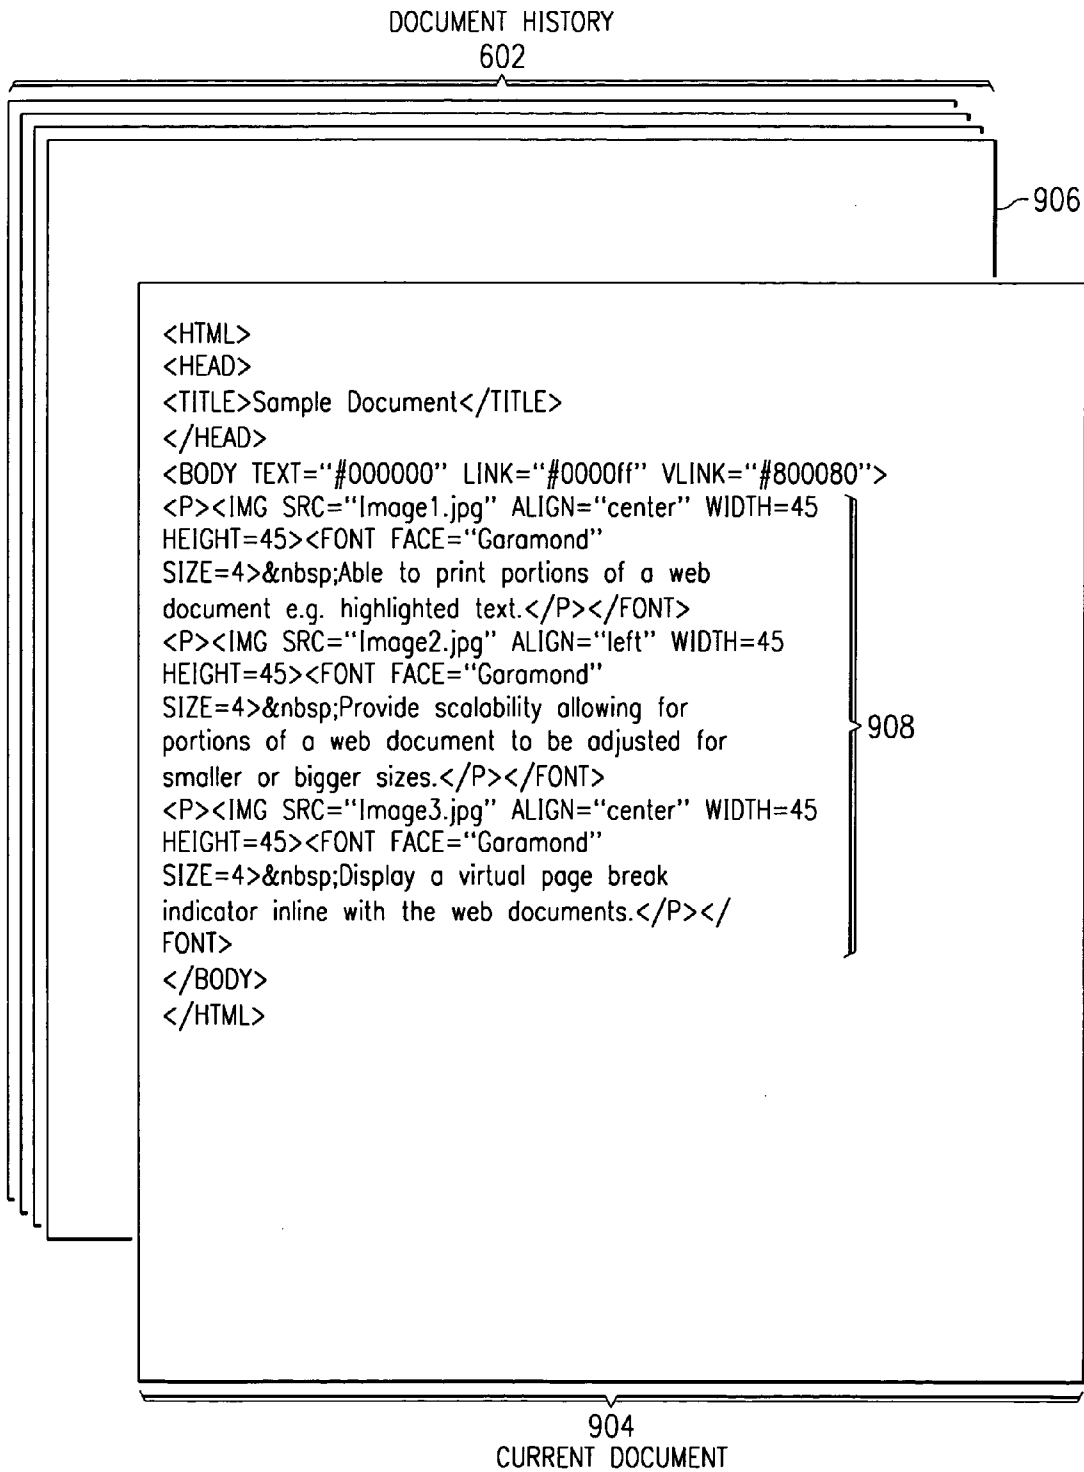 DOCUMENT HISTORY
602
906
<HTML>
<HEAD>
<TITLE>Sample Document</TITLE>
</HEAD>
<BODY TEXT="#000000" LINK="#0000ff" VLINK="#800080">
<P><IMG SRC="Image1.jpg" ALIGN="center" WIDTH=45
HEIGHT=45><FONT FACE="Garamond"
SIZE=4>&nbsp;Able to print portions of a web
document e.g. highlighted text.</P></FONT>
<P><IMG SRC="Image2.jpg" ALIGN="left" WIDTH=45
HEIGHT=45><FONT FACE="Garamond"
SIZE=4>&nbsp;Provide scalability allowing for
portions of a web document to be adjusted for
smaller or bigger sizes.</P></FONT>
<P><IMG SRC="Image3.jpg" ALIGN="center" WIDTH=45
HEIGHT=45><FONT FACE="Garamond"
SIZE=4>&nbsp;Display a virtual page break
indicator inline with the web documents.</P></
FONT>
</BODY>
</HTML>
908
904
CURRENT DOCUMENT